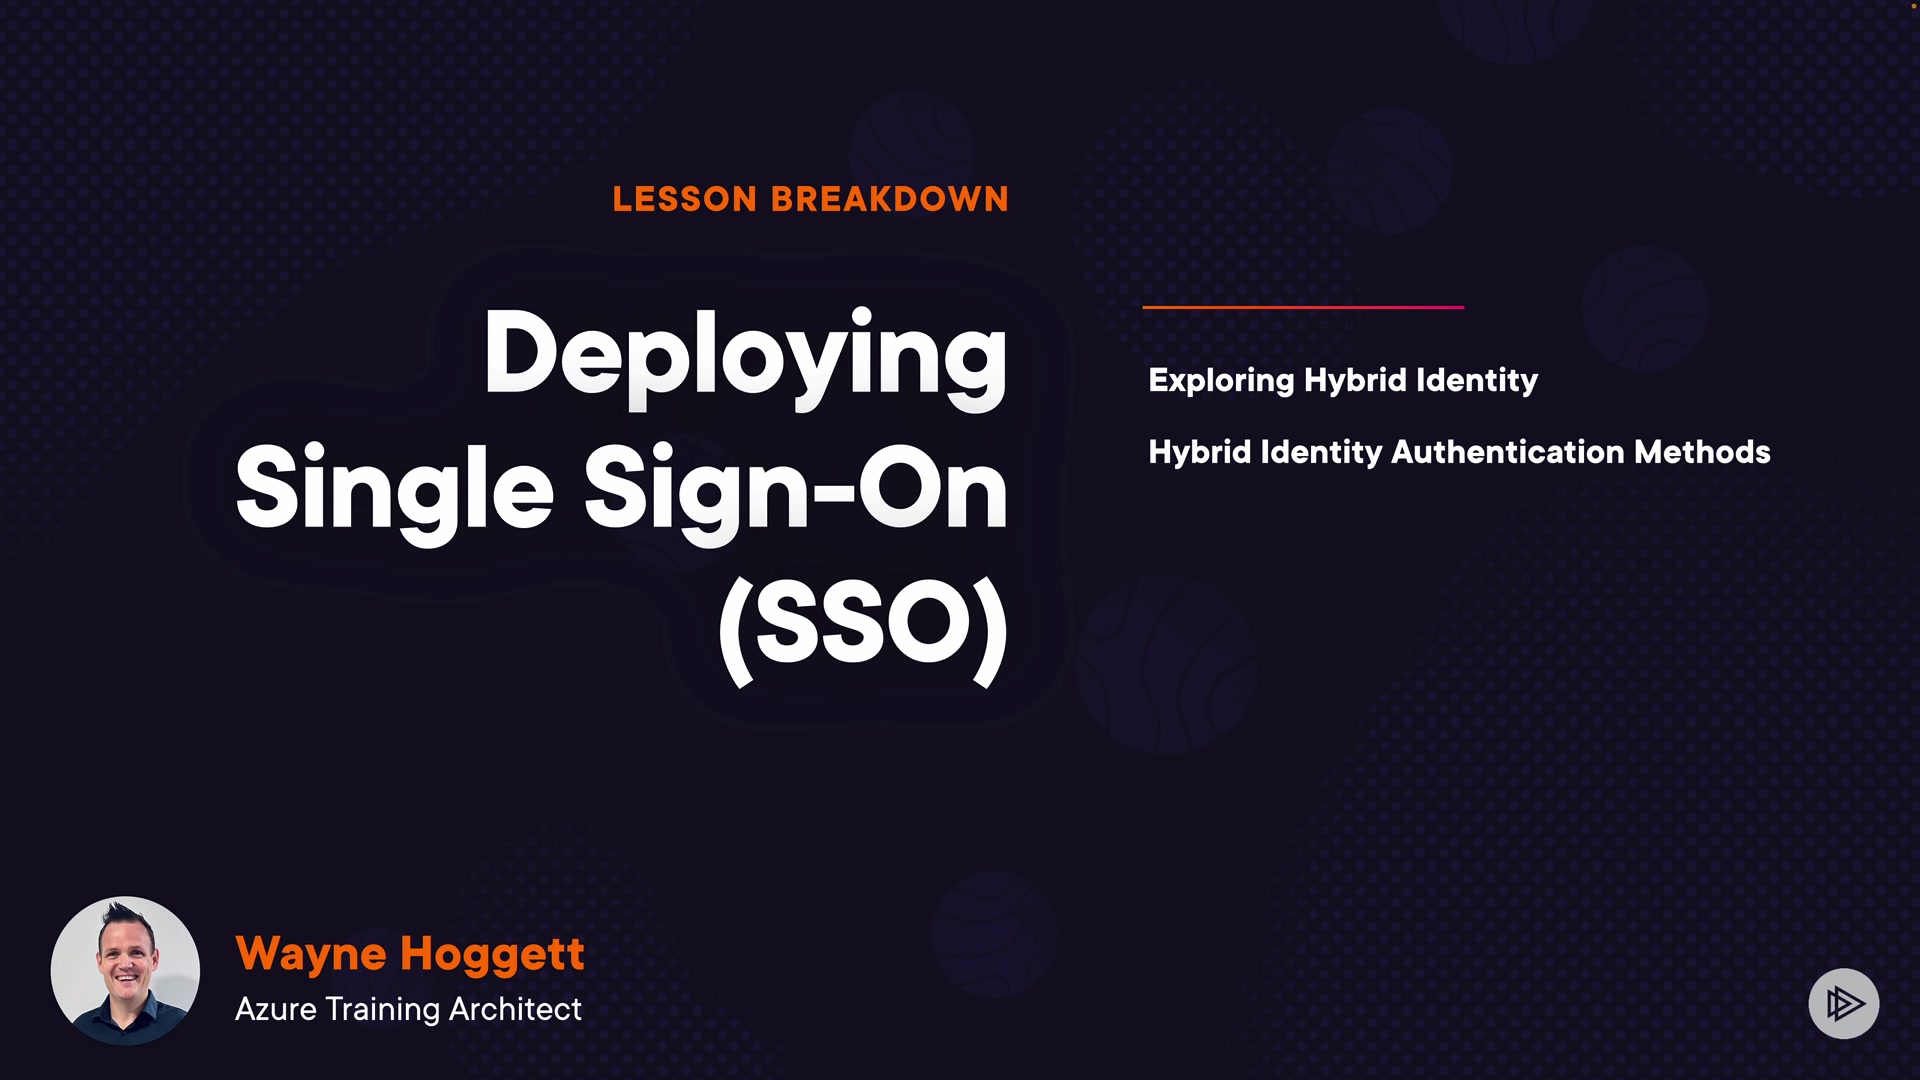 LESSON BREAKDOWN
Deploying
Single Sign-On
(SSO)
Exploring Hybrid Identity
Hybrid Identity Authentication Methods
Wayne Hoggett
Azure Training Architect